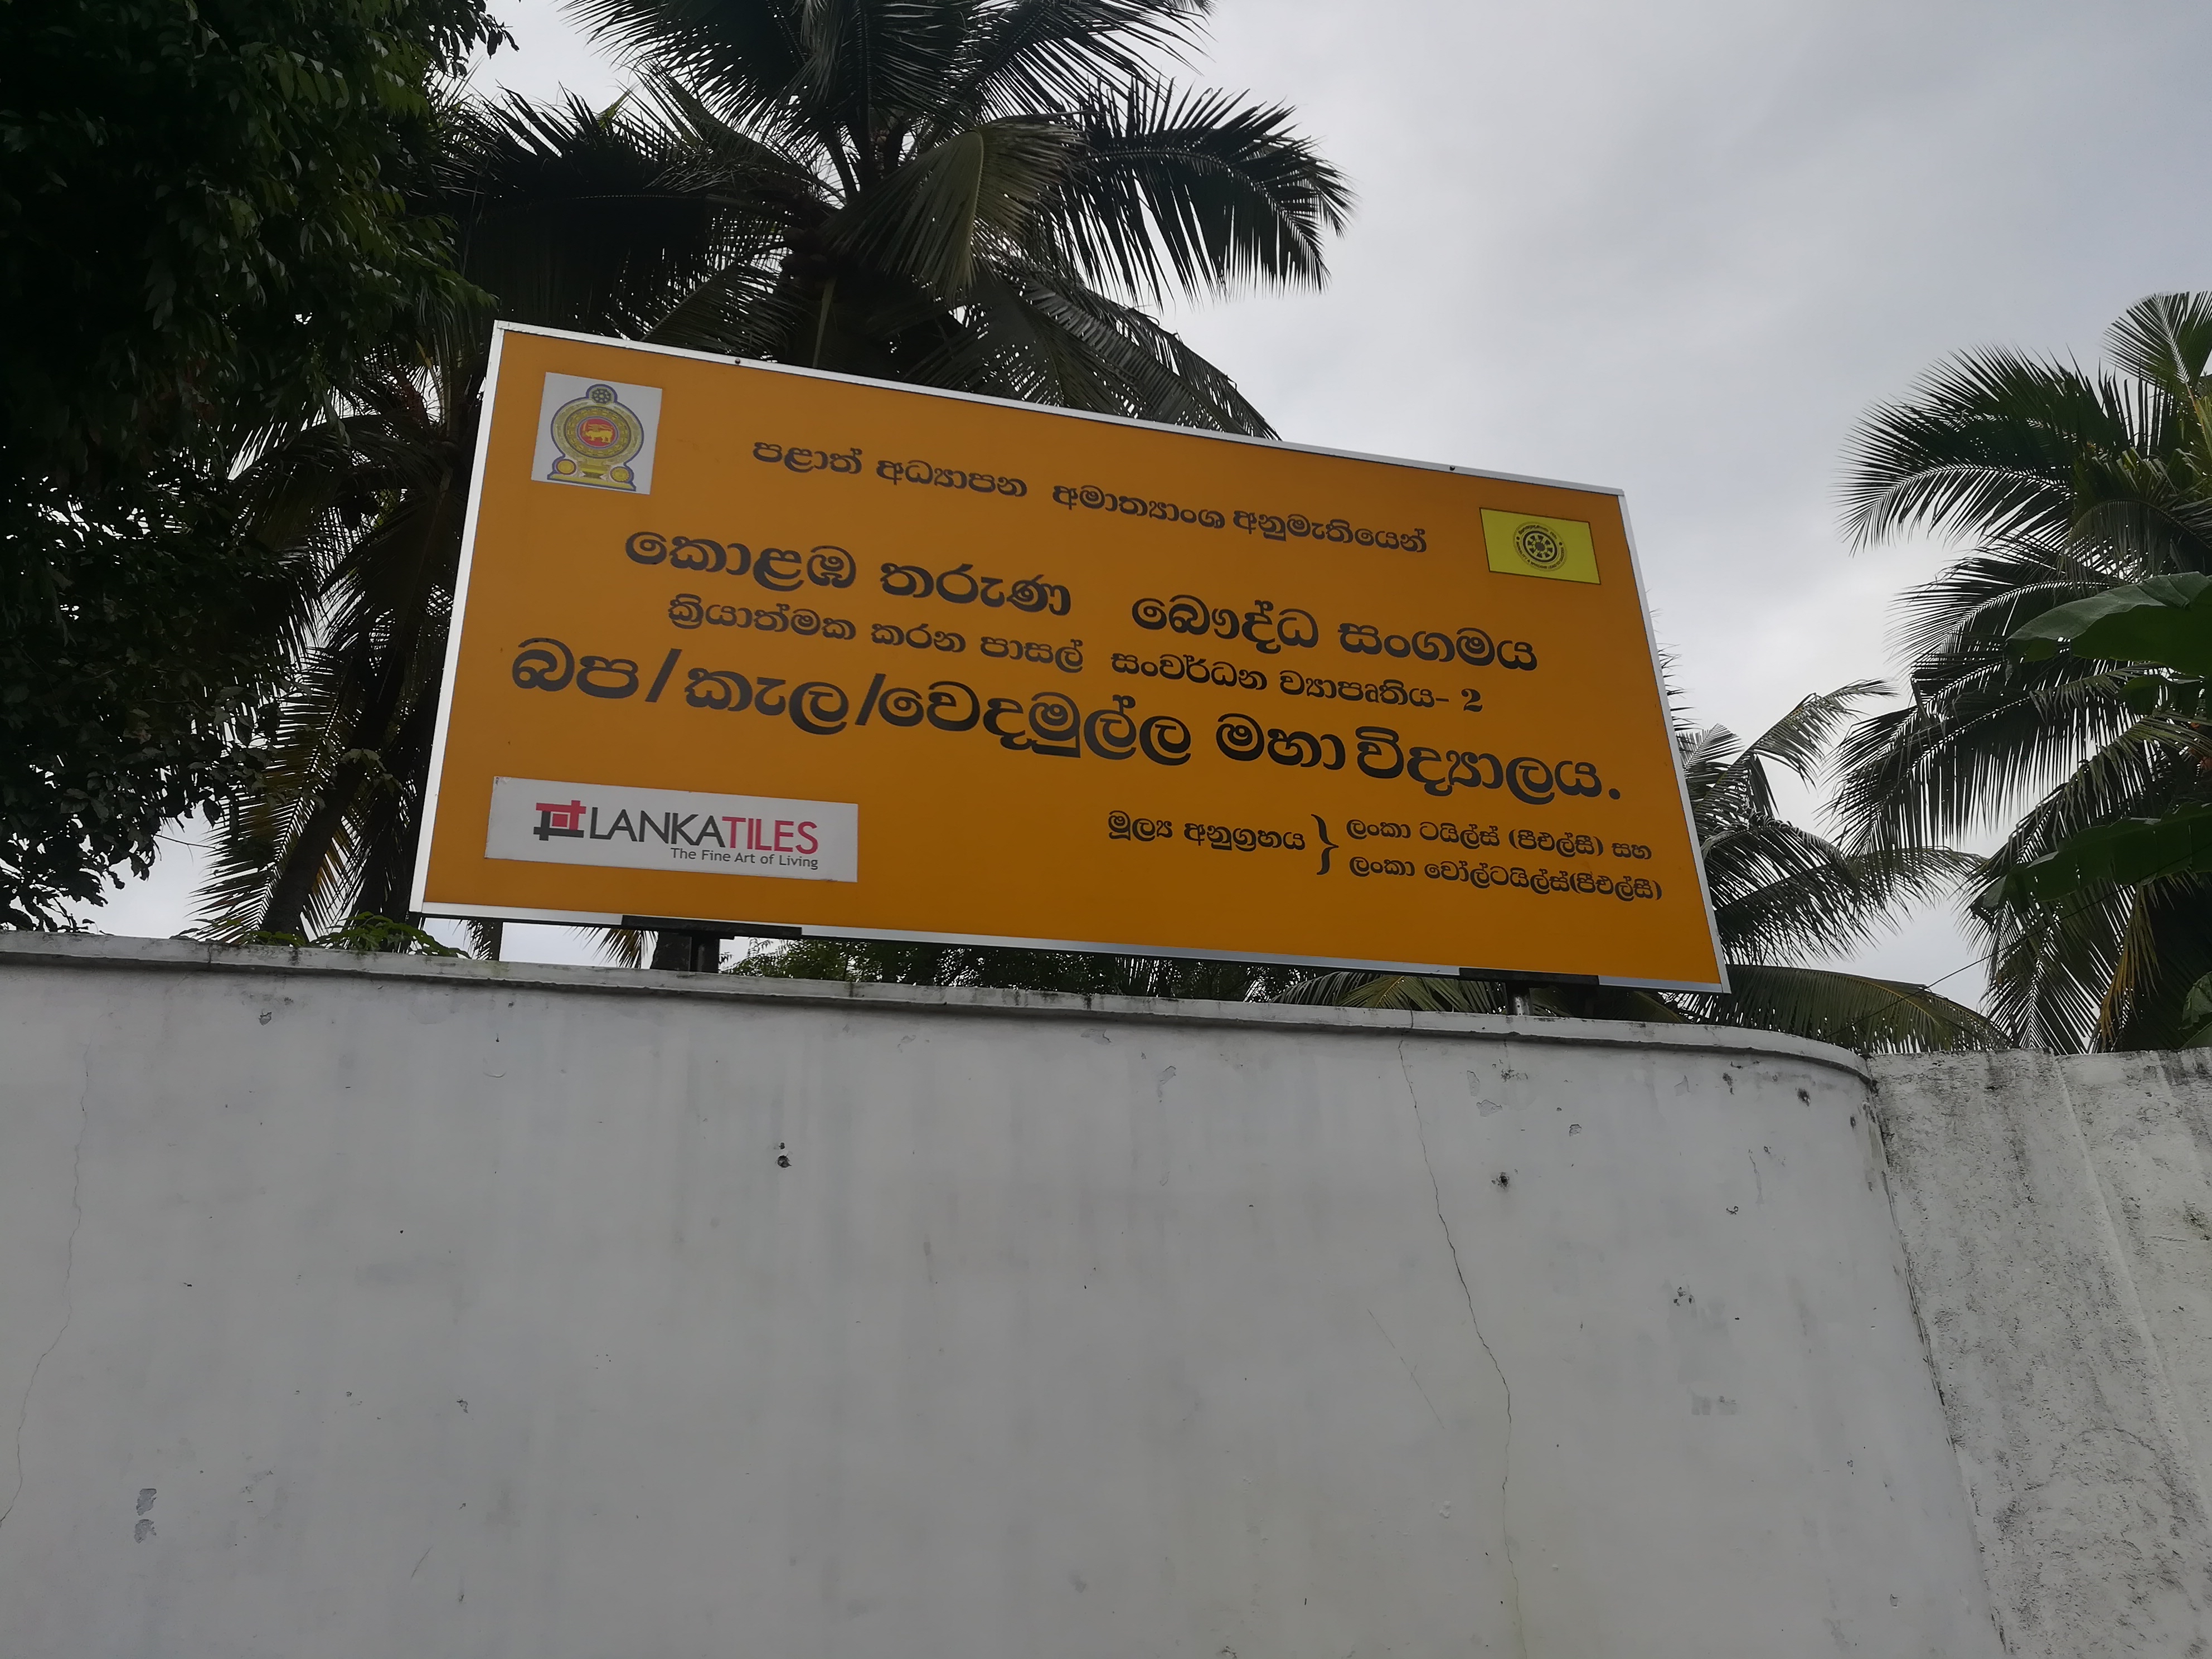 පළාත් අධ්‍යාපන අමාත්‍යාංශ අනුමැතියෙන්
කොළඹ තරුණ බෞද්ධ සංගමය
ක්‍රියාත්මක කරන පාසල් සංවර්ධන ව්‍යාපෘතිය- 2
බප/කැල/වෙදමුල්ල මහා විද්‍යාලය.
LANKATILES
The Fine Art of Living
මූල්‍ය අනුග්‍රහය } ලංකා ටයිල්ස් (පීඑල්සී) සහ
ලංකා වෝල්ටයිල්ස්(පීඑල්සී)